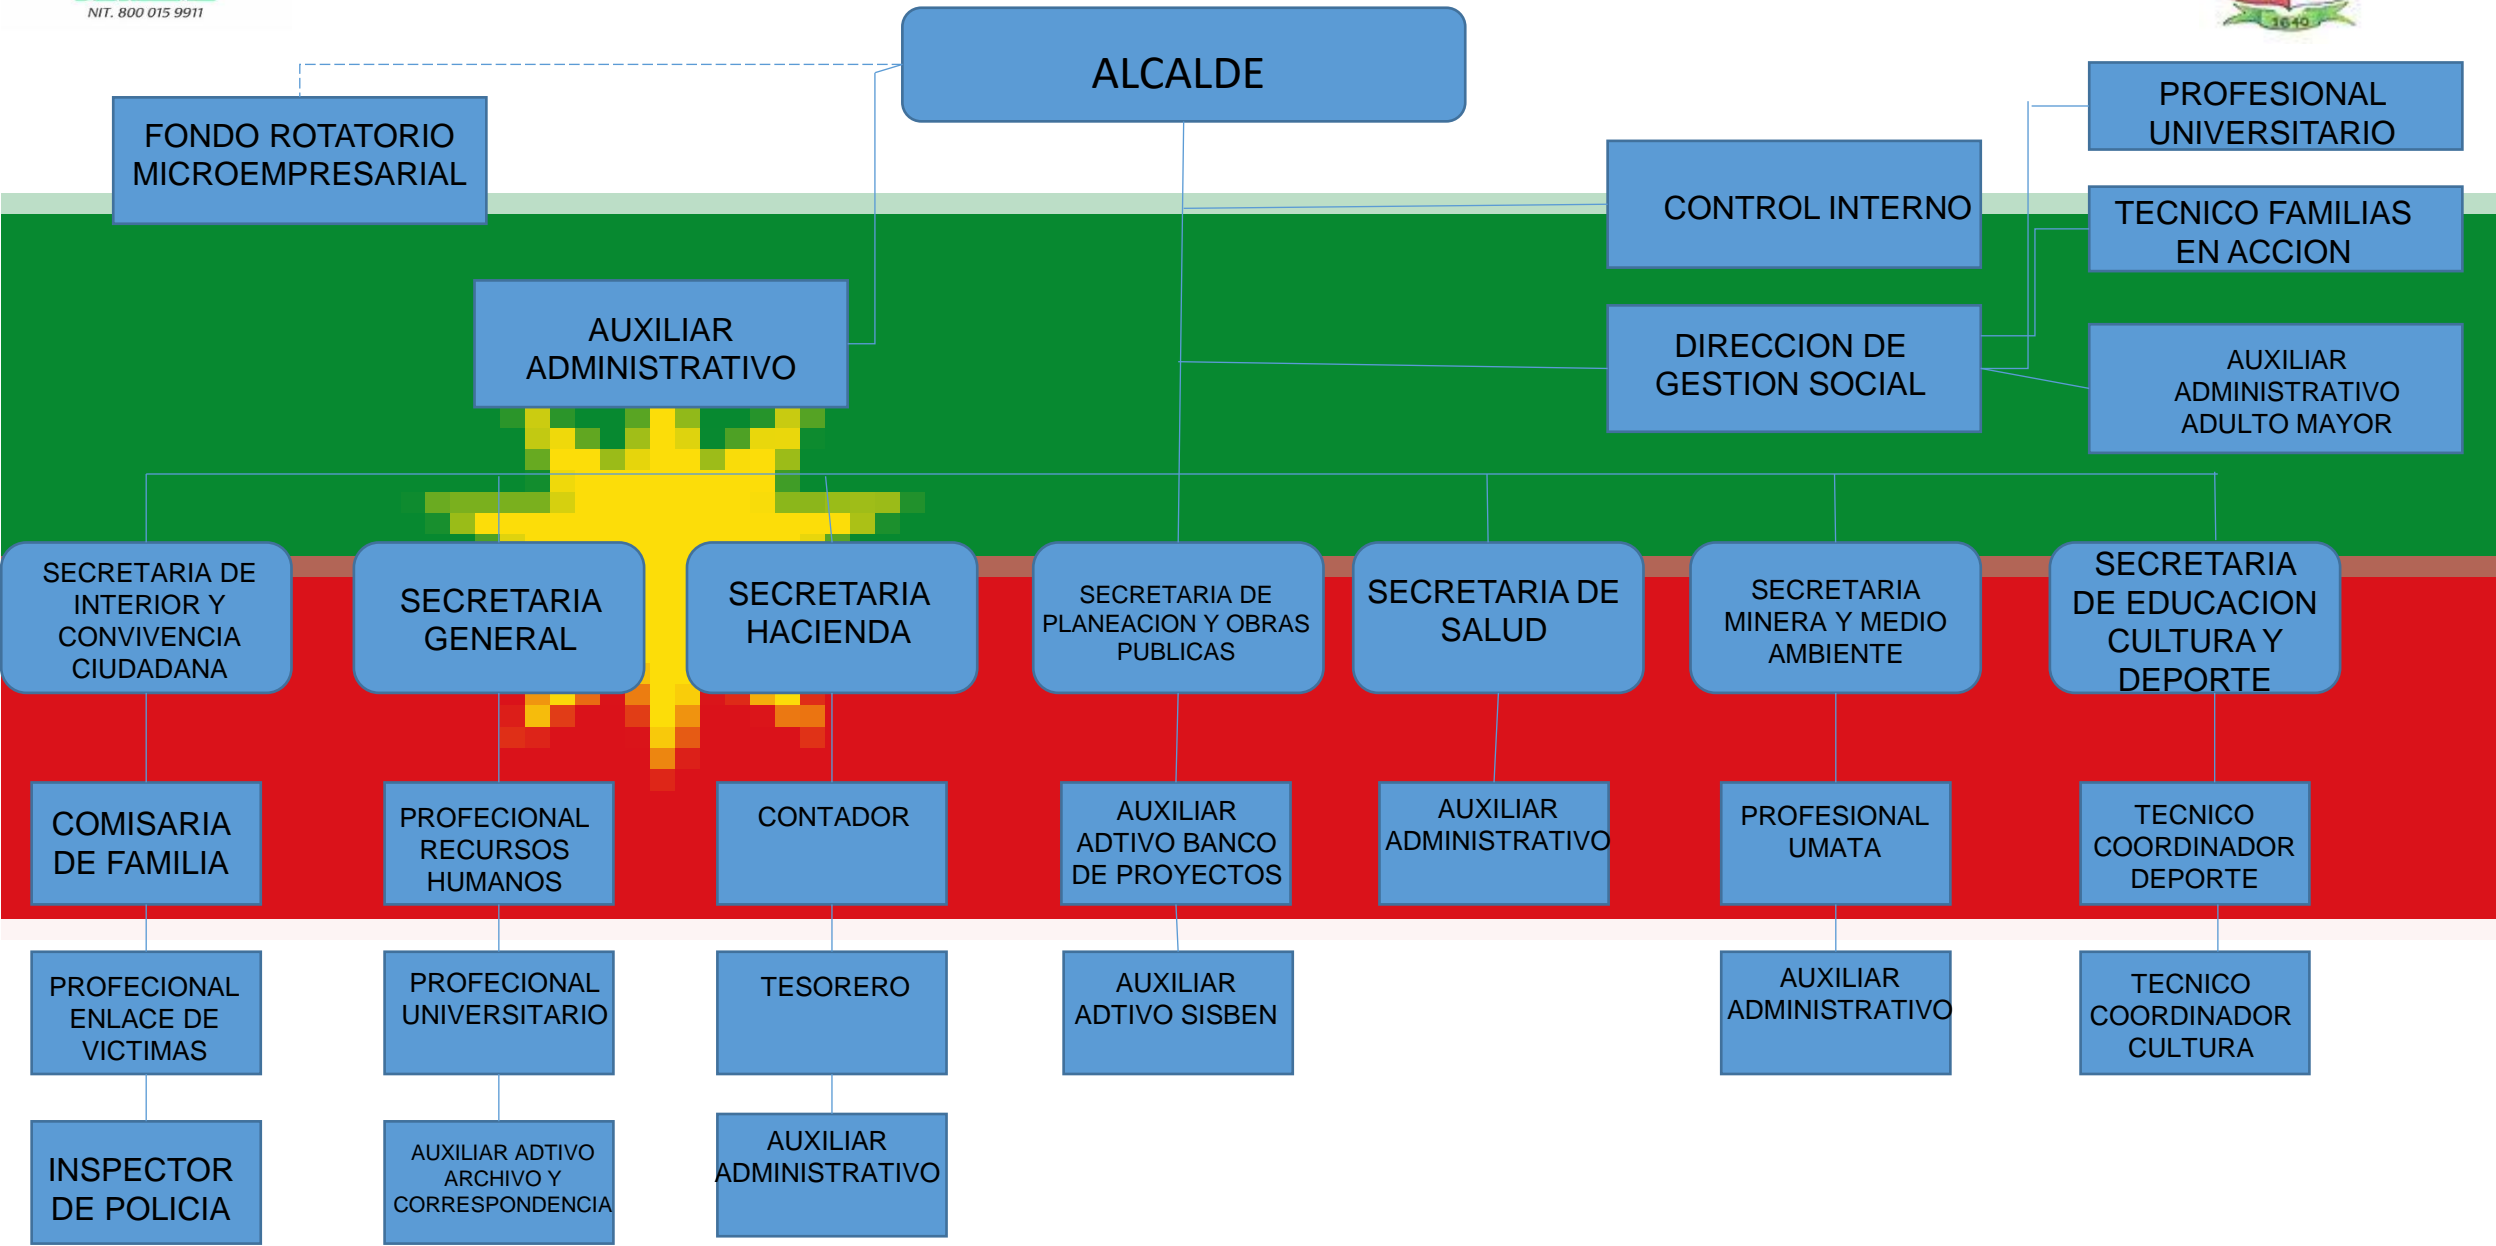 NIT. 800 015 9911
1640
ALCALDE
FONDO ROTATORIO
MICROEMPRESARIAL
PROFESIONAL
UNIVERSITARIO
CONTROL INTERNO
TECNICO FAMILIAS
EN ACCION
AUXILIAR
ADMINISTRATIVO
DIRECCION DE
GESTION SOCIAL
AUXILIAR
ADMINISTRATIVO
ADULTO MAYOR
SECRETARIA DE
INTERIOR Y
CONVIVENCIA
CIUDADANA
SECRETARIA
GENERAL
SECRETARIA
HACIENDA
SECRETARIA DE
PLANEACION Y OBRAS
PUBLICAS
SECRETARIA DE
SALUD
SECRETARIA
MINERA Y MEDIO
AMBIENTE
SECRETARIA
DE EDUCACION
CULTURA Y
DEPORTE
COMISARIA
DE FAMILIA
PROFECIONAL
RECURSOS
HUMANOS
CONTADOR
AUXILIAR
ADTIVO BANCO
DE PROYECTOS
AUXILIAR
ADMINISTRATIVO
PROFESIONAL
UMATA
TECNICO
COORDINADOR
DEPORTE
PROFECIONAL
ENLACE DE
VICTIMAS
PROFECIONAL
UNIVERSITARIO
TESORERO
AUXILIAR
ADTIVO SISBEN
AUXILIAR
ADMINISTRATIVO
TECNICO
COORDINADOR
CULTURA
INSPECTOR
DE POLICIA
AUXILIAR ADTIVO
ARCHIVO Y
CORRESPONDENCIA
AUXILIAR
ADMINISTRATIVO